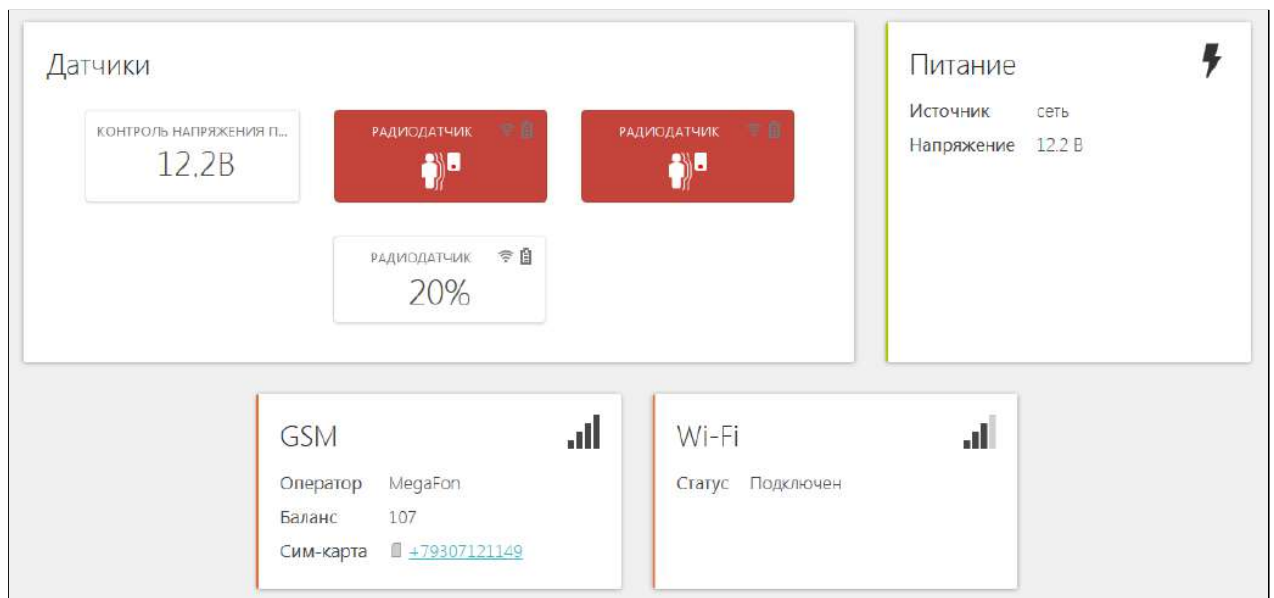 Датчики
КОНТРОЛЬ НАПРЯЖЕНИЯ П...
12,2В
РАДИОДАТЧИК
РАДИОДАТЧИК
РАДИОДАТЧИК
20%
Питание
Источник сеть
Напряжение 12.2 В
GSM
Оператор MegaFon
Баланс 107
Сим-карта +79307121149
Wi-Fi
Статус Подключен